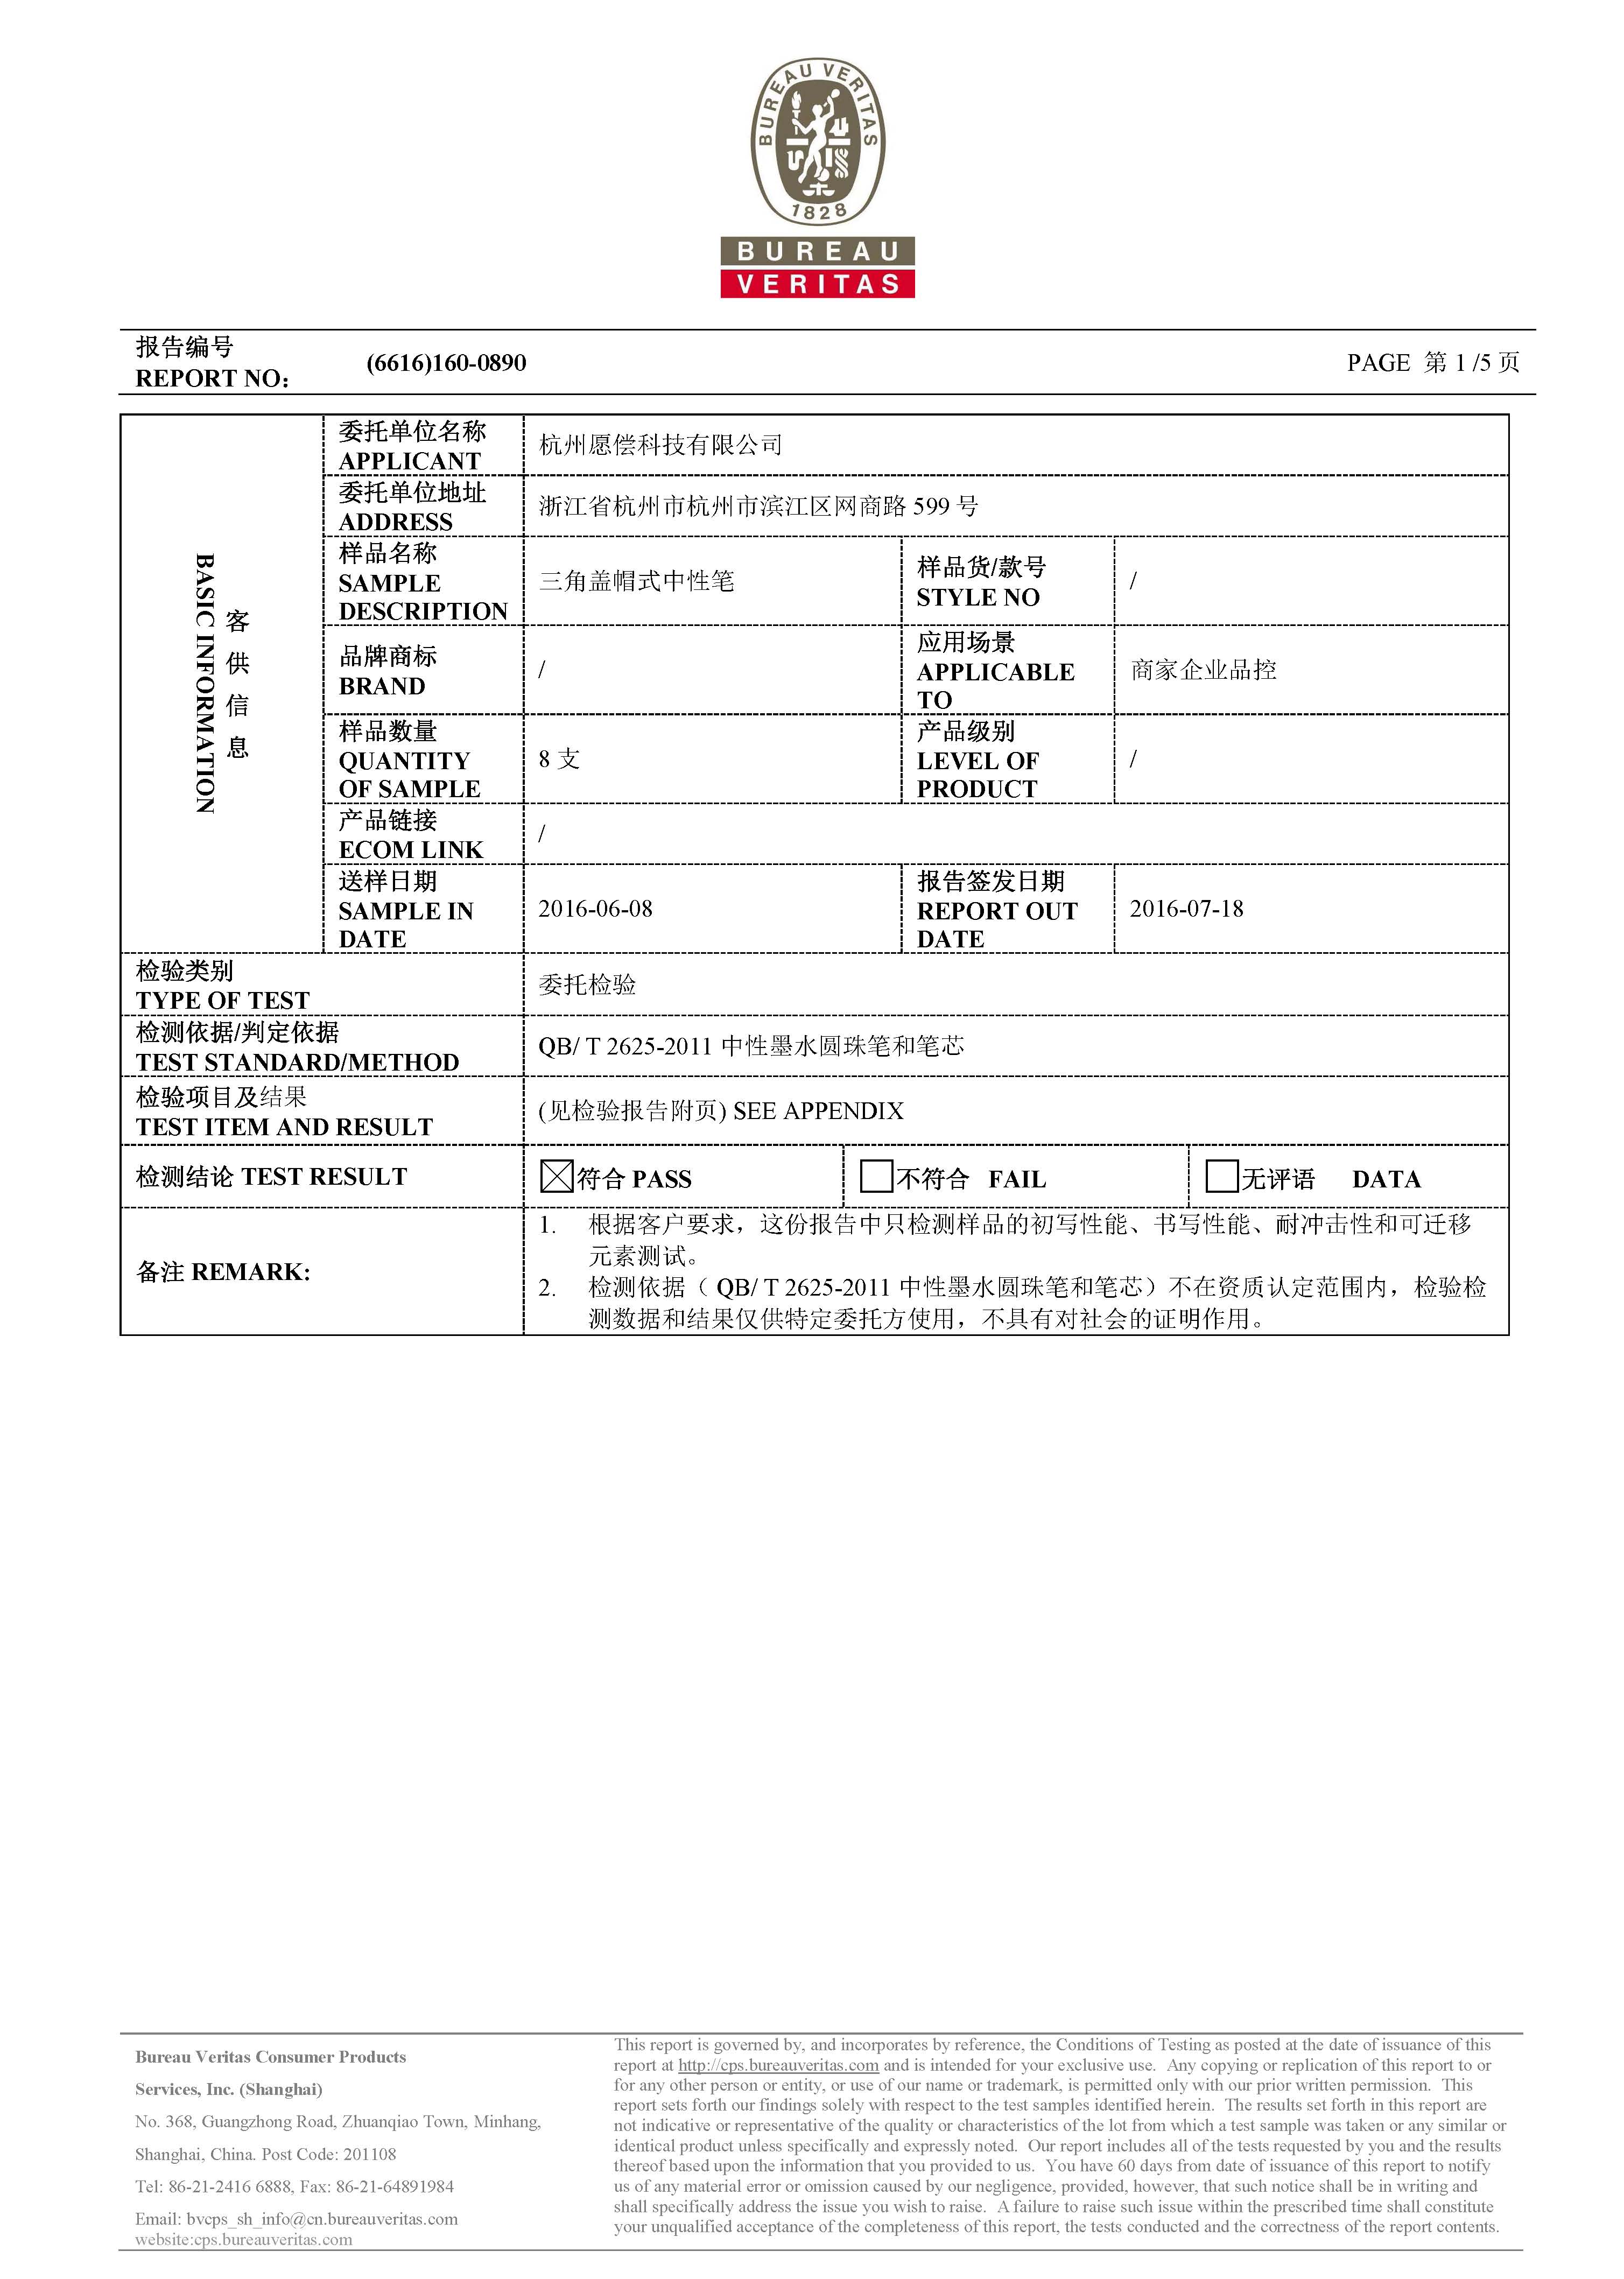 BUREAU VERITAS
1828
BUREAU
VERITAS
报告编号
REPORT NO:
(6616)160-0890
PAGE 第 1 /5 页
BASIC INFORMATION
客供信息
委托单位名称
APPLICANT
杭州愿偿科技有限公司
委托单位地址
ADDRESS
浙江省杭州市杭州市滨江区网商路 599 号
样品名称
SAMPLE
DESCRIPTION
三角盖帽式中性笔
样品货/款号
STYLE NO
/
品牌商标
BRAND
/
应用场景
APPLICABLE
TO
商家企业品控
样品数量
QUANTITY
OF SAMPLE
8 支
产品级别
LEVEL OF
PRODUCT
/
产品链接
ECOM LINK
/
送样日期
SAMPLE IN
DATE
2016-06-08
报告签发日期
REPORT OUT
DATE
2016-07-18
检验类别
TYPE OF TEST
委托检验
检测依据/判定依据
TEST STANDARD/METHOD
QB/ T 2625-2011 中性墨水圆珠笔和笔芯
检验项目及结果
TEST ITEM AND RESULT
(见检验报告附页) SEE APPENDIX
检测结论 TEST RESULT
符合 PASS
不符合 FAIL
无评语 DATA
备注 REMARK:
1. 根据客户要求，这份报告中只检测样品的初写性能、书写性能、耐冲击性和可迁移
元素测试。
2. 检测依据（ QB/ T 2625-2011 中性墨水圆珠笔和笔芯）不在资质认定范围内，检验检
测数据和结果仅供特定委托方使用，不具有对社会的证明作用。
Bureau Veritas Consumer Products
Services, Inc. (Shanghai)
No. 368, Guangzhong Road, Zhuanqiao Town, Minhang,
Shanghai, China. Post Code: 201108
Tel: 86-21-2416 6888, Fax: 86-21-64891984
Email: bvcps_sh_info@cn.bureauveritas.com
website:cps.bureauveritas.com
This report is governed by, and incorporates by reference, the Conditions of Testing as posted at the date of issuance of this
report at http://cps.bureauveritas.com and is intended for your exclusive use. Any copying or replication of this report to or
for any other person or entity, or use of our name or trademark, is permitted only with our prior written permission. This
report sets forth our findings solely with respect to the test samples identified herein. The results set forth in this report are
not indicative or representative of the quality or characteristics of the lot from which a test sample was taken or any similar or
identical product unless specifically and expressly noted. Our report includes all of the tests requested by you and the results
thereof based upon the information that you provided to us. You have 60 days from date of issuance of this report to notify
us of any material error or omission caused by our negligence, provided, however, that such notice shall be in writing and
shall specifically address the issue you wish to raise. A failure to raise such issue within the prescribed time shall constitute
your unqualified acceptance of the completeness of this report, the tests conducted and the correctness of the report contents.